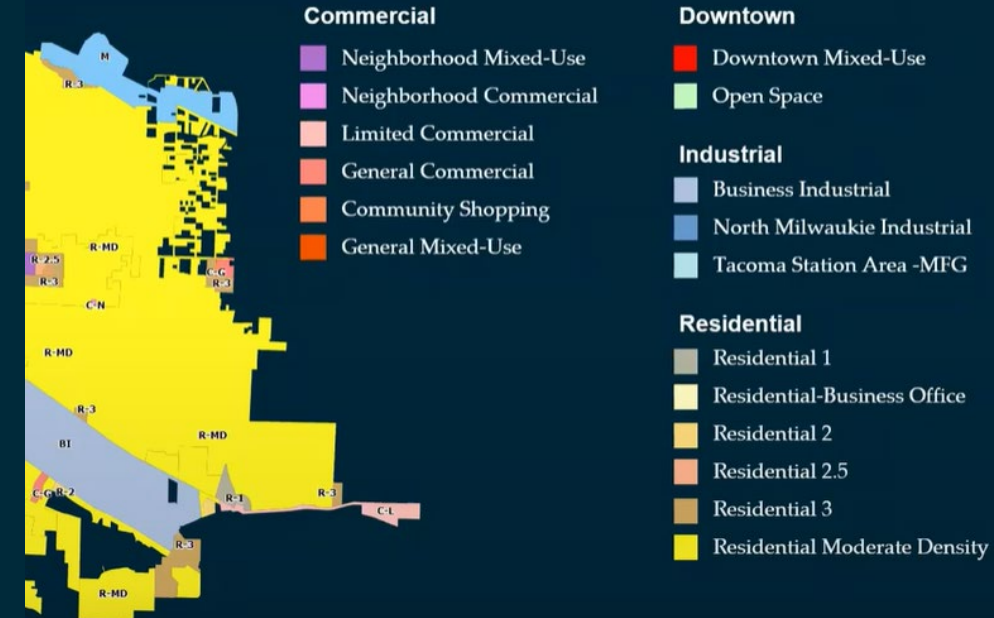 Commercial
Neighborhood Mixed-Use
Neighborhood Commercial
Limited Commercial
General Commercial
Community Shopping
General Mixed-Use
Downtown
Downtown Mixed-Use
Open Space
Industrial
Business Industrial
North Milwaukie Industrial
Tacoma Station Area -MFG
Residential
Residential 1
Residential-Business Office
Residential 2
Residential 2.5
Residential 3
Residential Moderate Density
M
R-3
R-MD
R-2.5
R-3
C-G
R-3
C-N
R-MD
R-3
R-MD
BI
C-G
R-2
R-1
R-3
C-L
R-3
R-MD